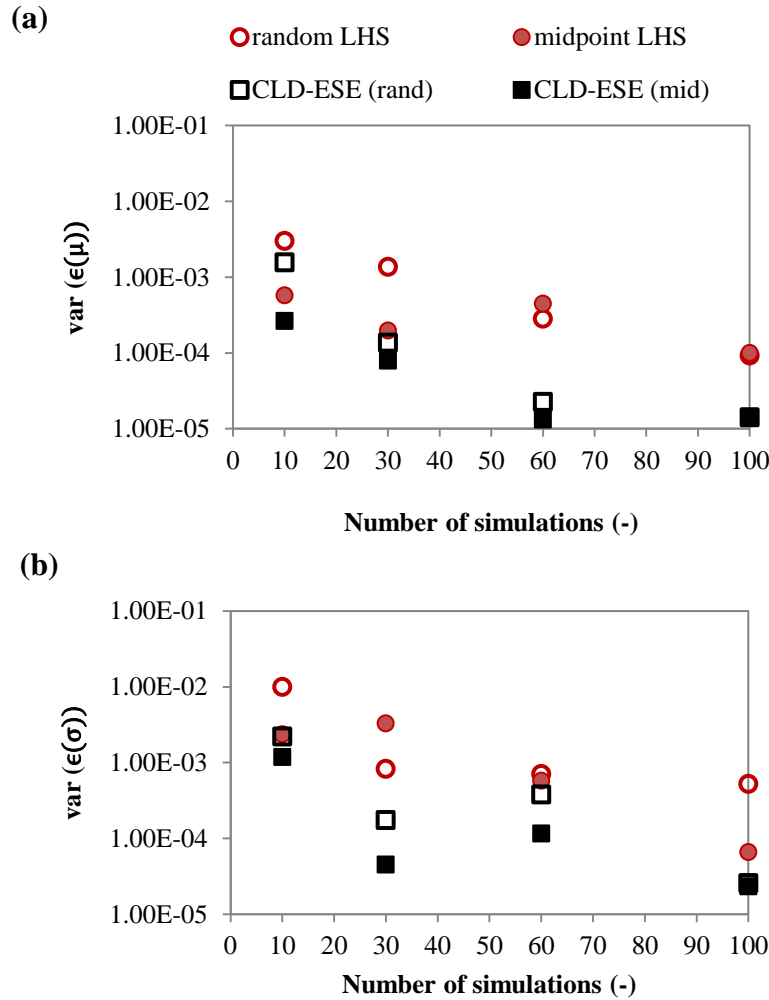 (a)
random LHS midpoint LHS
CLD-ESE (rand) CLD-ESE (mid)
1.00E-01
1.00E-02
1.00E-03
1.00E-04
1.00E-05
var (ϵ(μ))
0 10 20 30 40 50 60 70 80 90 100
Number of simulations (-)
(b)
1.00E-01
1.00E-02
1.00E-03
1.00E-04
1.00E-05
var (ϵ(σ))
0 10 20 30 40 50 60 70 80 90 100
Number of simulations (-)